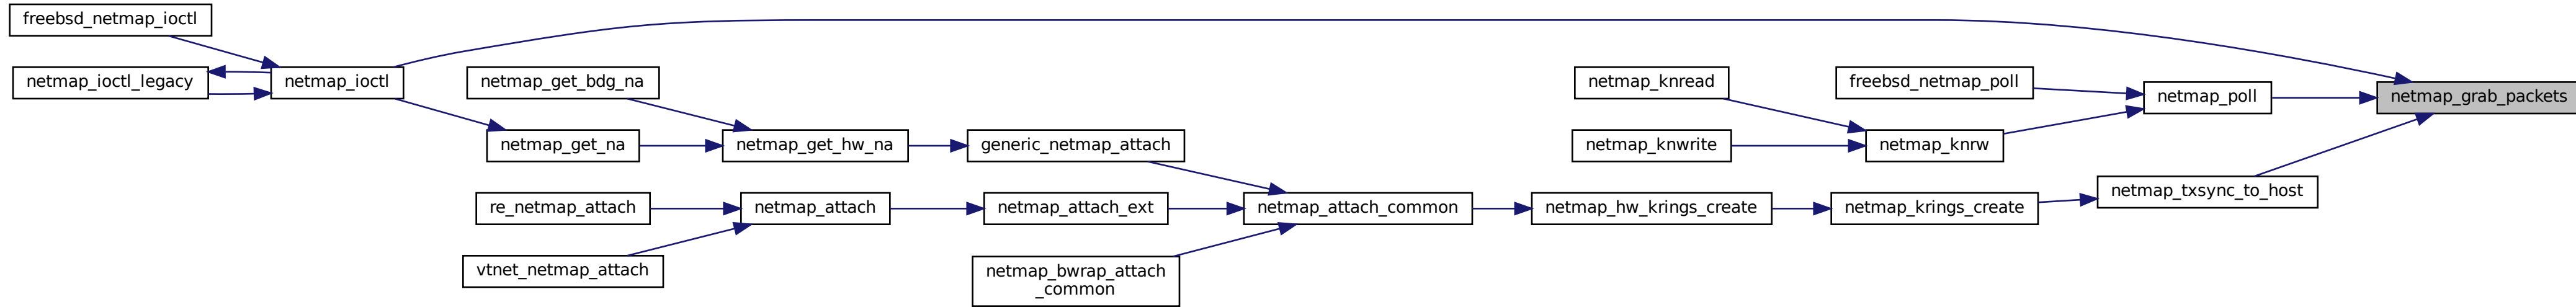 freebsd_netmap_ioctl
netmap_ioctl_legacy
netmap_ioctl
netmap_get_bdg_na
netmap_get_na
netmap_get_hw_na
generic_netmap_attach
re_netmap_attach
netmap_attach
netmap_attach_ext
netmap_attach_common
vtnet_netmap_attach
netmap_bwrap_attach
_common
netmap_hw_krings_create
netmap_krings_create
netmap_txsync_to_host
netmap_knread
netmap_knwrite
netmap_knrw
freebsd_netmap_poll
netmap_poll
netmap_grab_packets